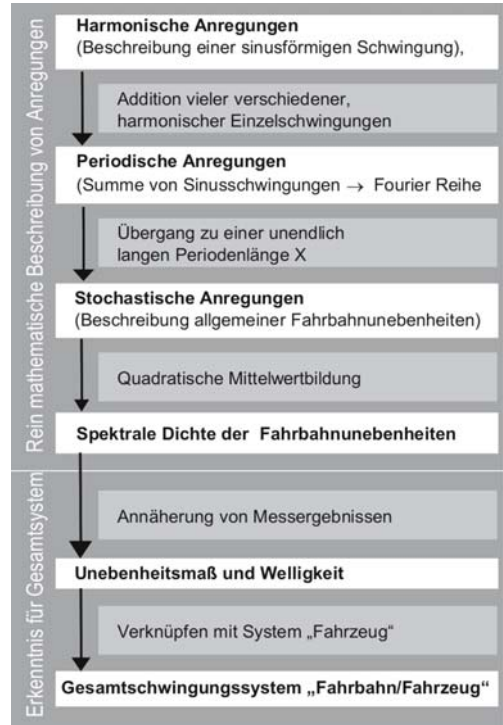 Rein mathematische Beschreibung von Anregungen
Harmonische Anregungen
(Beschreibung einer sinusförmigen Schwingung),
Addition vieler verschiedener,
harmonischer Einzelschwingungen
Periodische Anregungen
(Summe von Sinusschwingungen → Fourier Reihe
Übergang zu einer unendlich
langen Periodenlänge X
Stochastische Anregungen
(Beschreibung allgemeiner Fahrbahnunebenheiten)
Quadratische Mittelwertbildung
Spektrale Dichte der Fahrbahnunebenheiten
Erkenntnis für Gesamtsystem
Annäherung von Messergebnissen
Unebenheitsmaß und Welligkeit
Verknüpfen mit System „Fahrzeug“
Gesamtschwingungssystem „Fahrbahn/Fahrzeug“